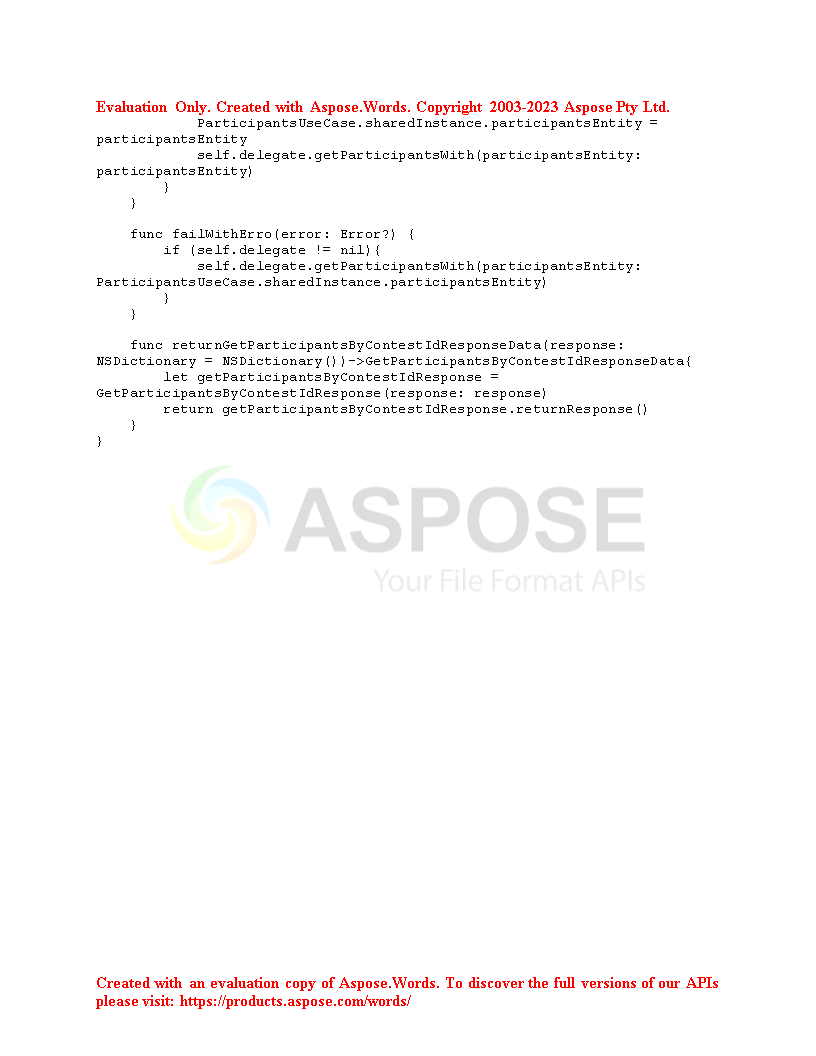 Evaluation Only. Created with Aspose.Words. Copyright 2003-2023 Aspose Pty Ltd.
            ParticipantsUseCase.sharedInstance.participantsEntity =
participantsEntity
            self.delegate.getParticipantsWith(participantsEntity:
participantsEntity)
        }
    }

    func failWithErro(error: Error?) {
        if (self.delegate != nil){
            self.delegate.getParticipantsWith(participantsEntity:
ParticipantsUseCase.sharedInstance.participantsEntity)
        }
    }

    func returnGetParticipantsByContestIdResponseData(response:
NSDictionary = NSDictionary())->GetParticipantsByContestIdResponseData{
        let getParticipantsByContestIdResponse =
GetParticipantsByContestIdResponse(response: response)
        return getParticipantsByContestIdResponse.returnResponse()
    }
}
ASPOSE
Your File Format APIs
Created with an evaluation copy of Aspose.Words. To discover the full versions of our APIs
please visit: https://products.aspose.com/words/